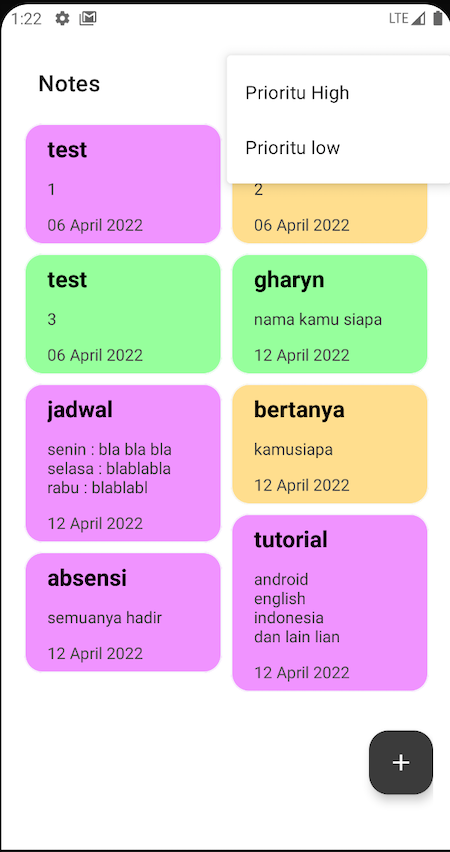 1:22
LTE
Notes
Prioritu High
Prioritu low
test
1
06 April 2022
2
06 April 2022
test
3
06 April 2022
gharyn
nama kamu siapa
12 April 2022
jadwal
senin : bla bla bla
selasa : blablabla
rabu : blablabl
12 April 2022
bertanya
kamusiapa
12 April 2022
absensi
semuanya hadir
12 April 2022
tutorial
android
english
indonesia
dan lain lian
12 April 2022